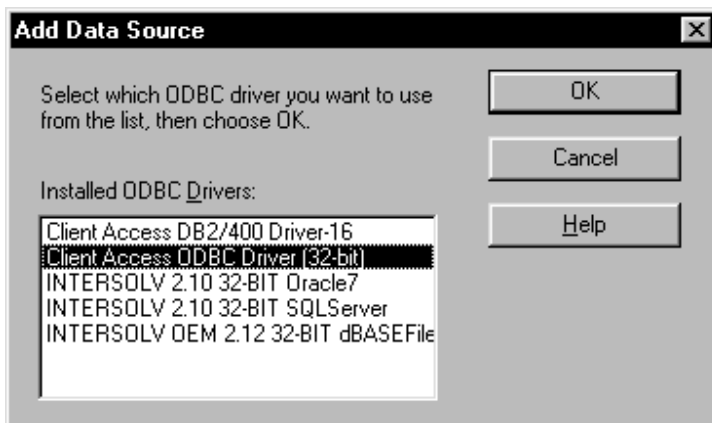 Add Data Source
Select which ODBC driver you want to use
from the list, then choose OK.
OK
Cancel
Installed ODBC Drivers:
Help
Client Access DB2/400 Driver-16
Client Access ODBC Driver (32-bit)
INTERSOLV 2.10 32-BIT Oracle7
INTERSOLV 2.10 32-BIT SQLServer
INTERSOLV OEM 2.12 32-BIT dBASEFile